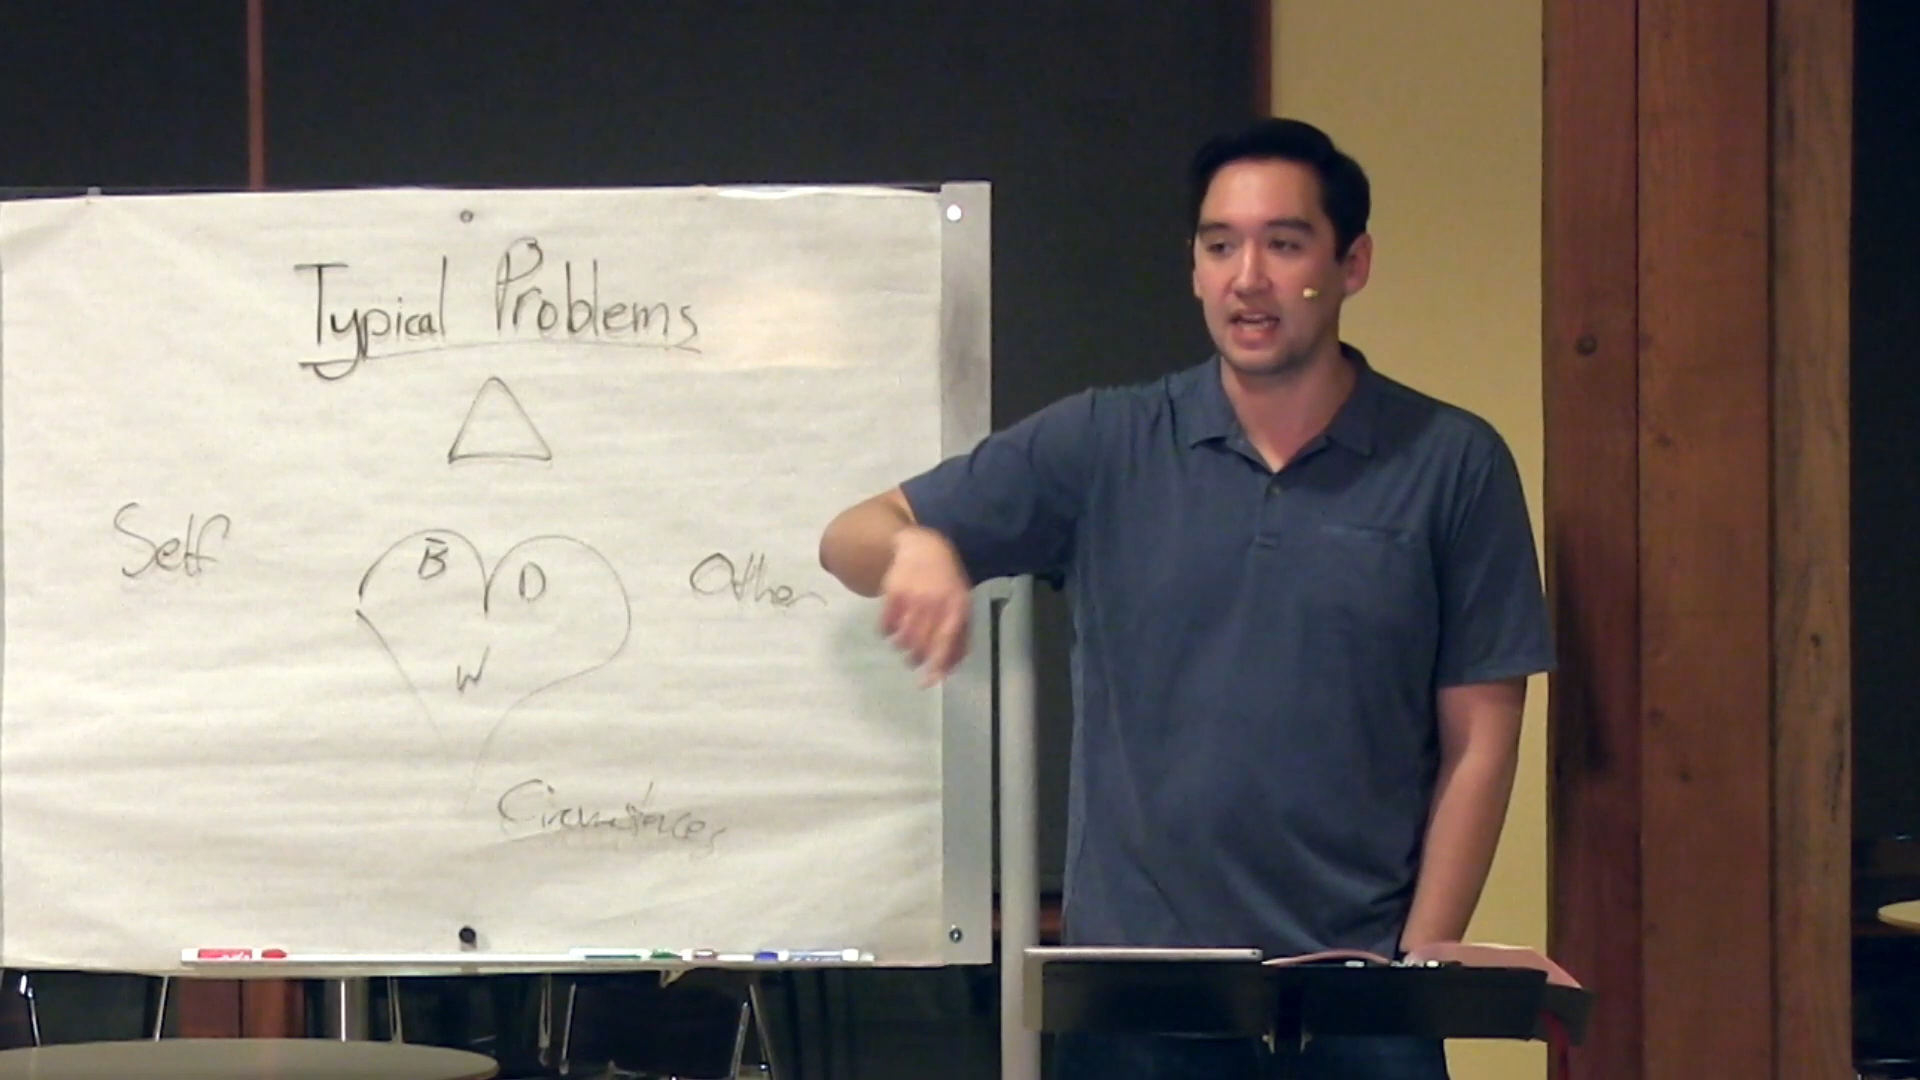 Typical Problems
Self
B D
Other
W
Circumstances